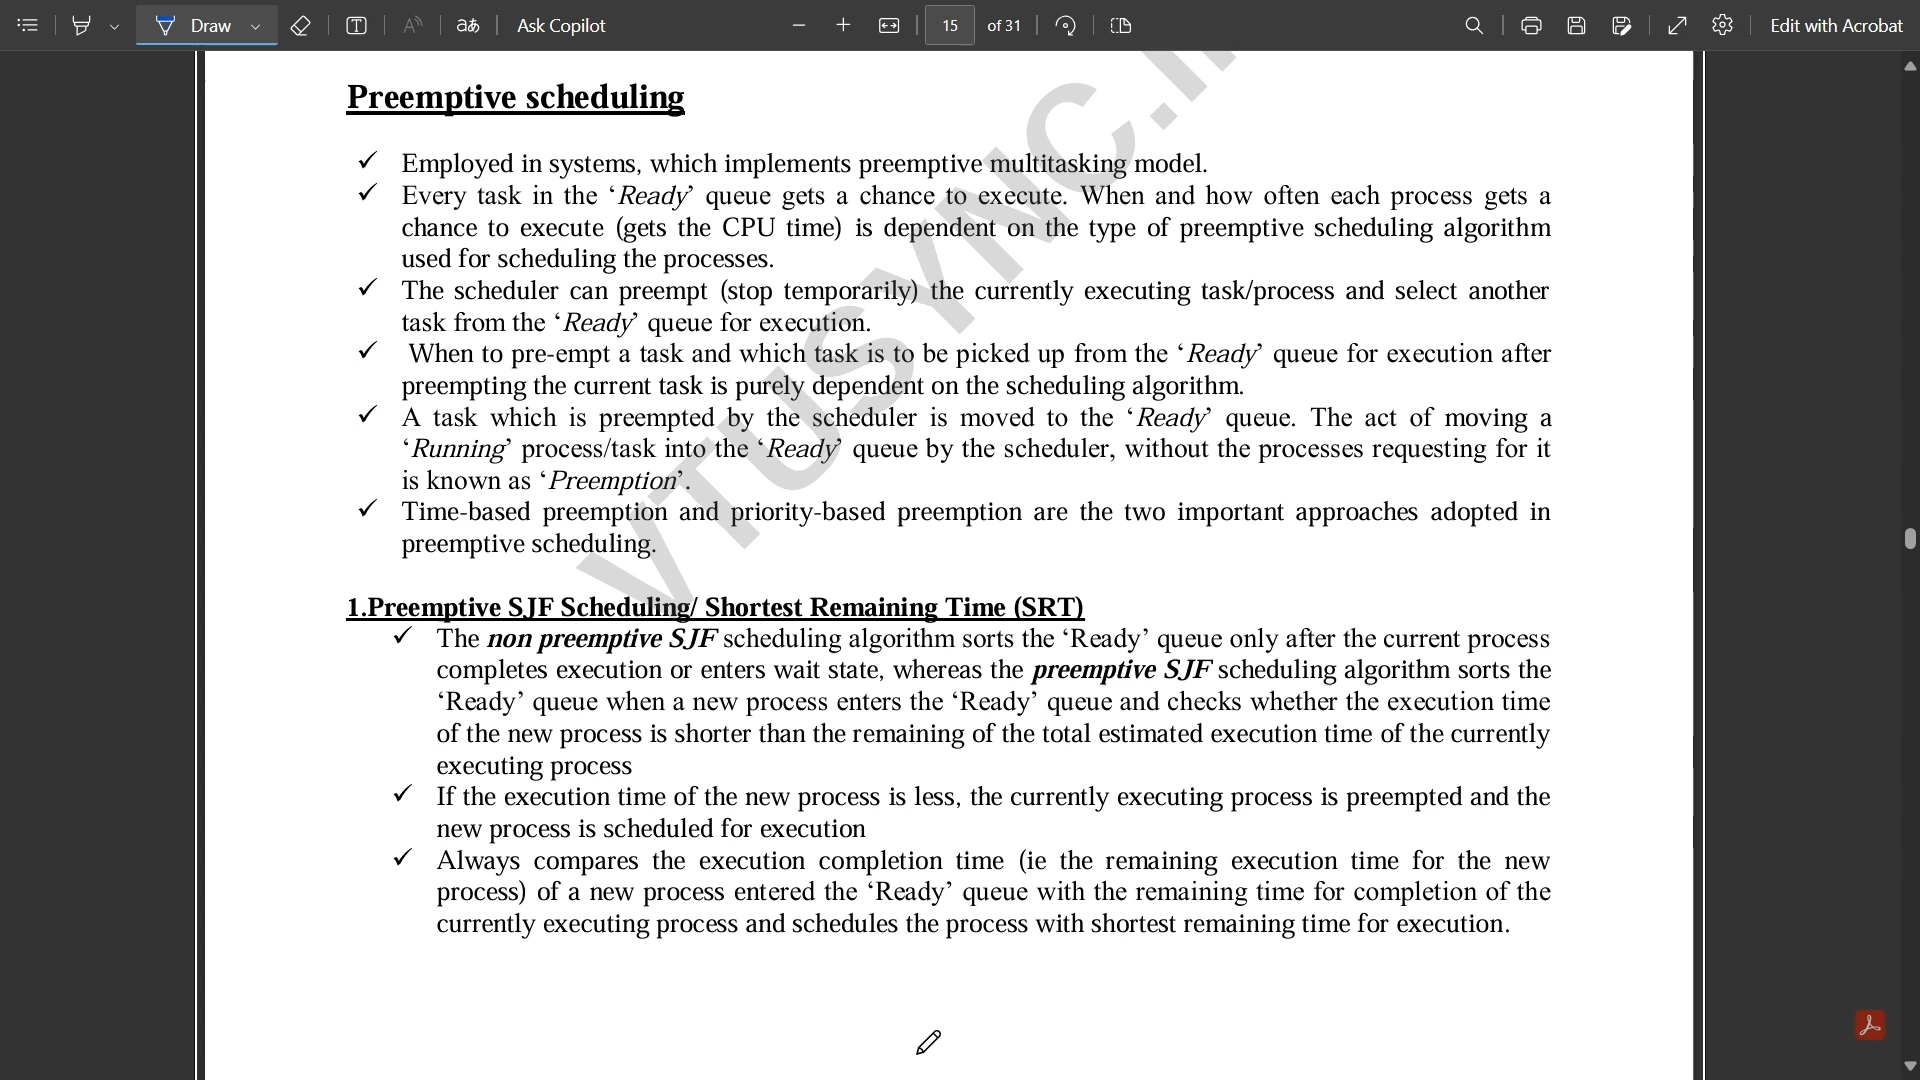 Draw
aあ
Ask Copilot
15 of 31
Edit with Acrobat
Preemptive scheduling
✓ Employed in systems, which implements preemptive multitasking model.
✓ Every task in the ‘Ready’ queue gets a chance to execute. When and how often each process gets a
chance to execute (gets the CPU time) is dependent on the type of preemptive scheduling algorithm
used for scheduling the processes.
✓ The scheduler can preempt (stop temporarily) the currently executing task/process and select another
task from the ‘Ready’ queue for execution.
✓ When to pre-empt a task and which task is to be picked up from the ‘Ready’ queue for execution after
preempting the current task is purely dependent on the scheduling algorithm.
✓ A task which is preempted by the scheduler is moved to the ‘Ready’ queue. The act of moving a
‘Running’ process/task into the ‘Ready’ queue by the scheduler, without the processes requesting for it
is known as ‘Preemption’.
✓ Time-based preemption and priority-based preemption are the two important approaches adopted in
preemptive scheduling.
1.Preemptive SJF Scheduling/ Shortest Remaining Time (SRT)
✓ The non preemptive SJF scheduling algorithm sorts the ‘Ready’ queue only after the current process
completes execution or enters wait state, whereas the preemptive SJF scheduling algorithm sorts the
‘Ready’ queue when a new process enters the ‘Ready’ queue and checks whether the execution time
of the new process is shorter than the remaining of the total estimated execution time of the currently
executing process
✓ If the execution time of the new process is less, the currently executing process is preempted and the
new process is scheduled for execution
✓ Always compares the execution completion time (ie the remaining execution time for the new
process) of a new process entered the ‘Ready’ queue with the remaining time for completion of the
currently executing process and schedules the process with shortest remaining time for execution.
VTUSYNC.